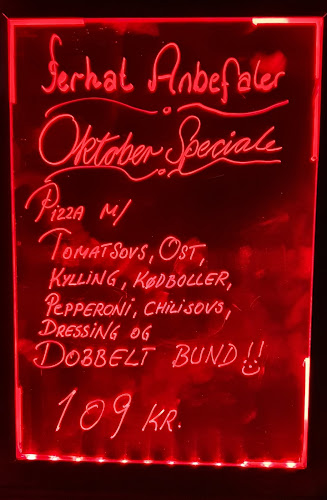 Ferhat Anbefaler
Oktober Speciale
Pizza m/
Tomatsovs, Ost,
Kylling, Kødboller,
Pepperoni, chilisovs,
Dressing og
Dobbelt bund!!
109 kr.